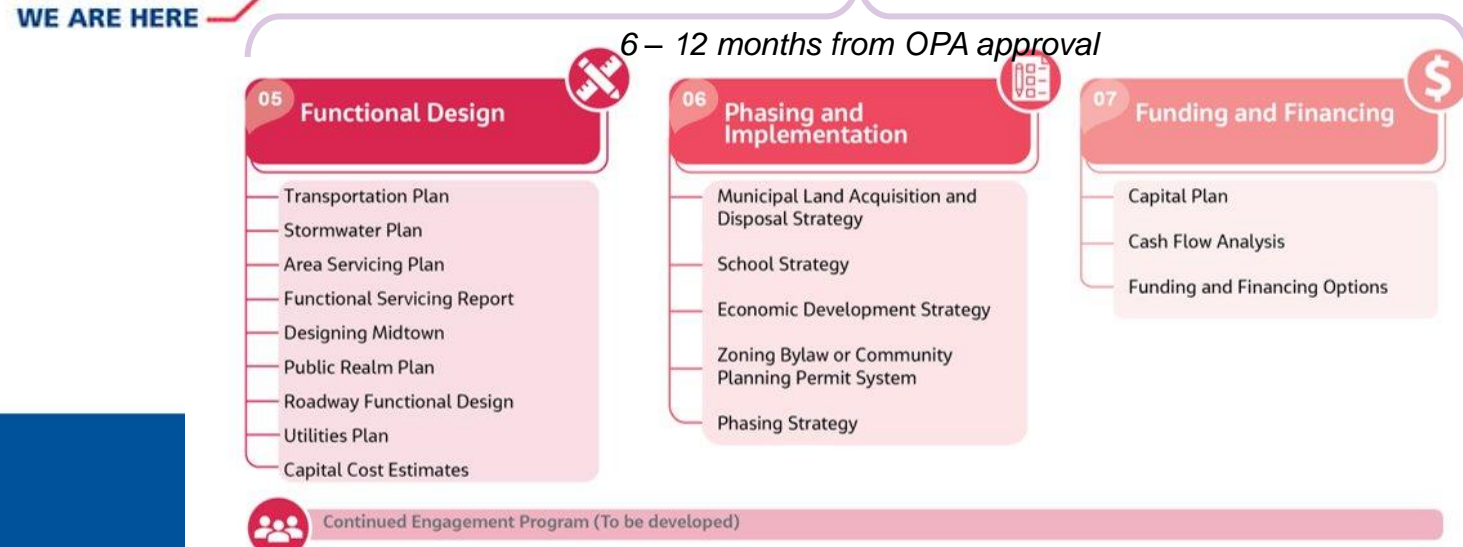 WE ARE HERE
6 – 12 months from OPA approval
05
Functional Design
Transportation Plan
Stormwater Plan
Area Servicing Plan
Functional Servicing Report
Designing Midtown
Public Realm Plan
Roadway Functional Design
Utilities Plan
Capital Cost Estimates
06
Phasing and
Implementation
Municipal Land Acquisition and
Disposal Strategy
School Strategy
Economic Development Strategy
Zoning Bylaw or Community
Planning Permit System
Phasing Strategy
07
Funding and Financing
Capital Plan
Cash Flow Analysis
Funding and Financing Options
Continued Engagement Program (To be developed)